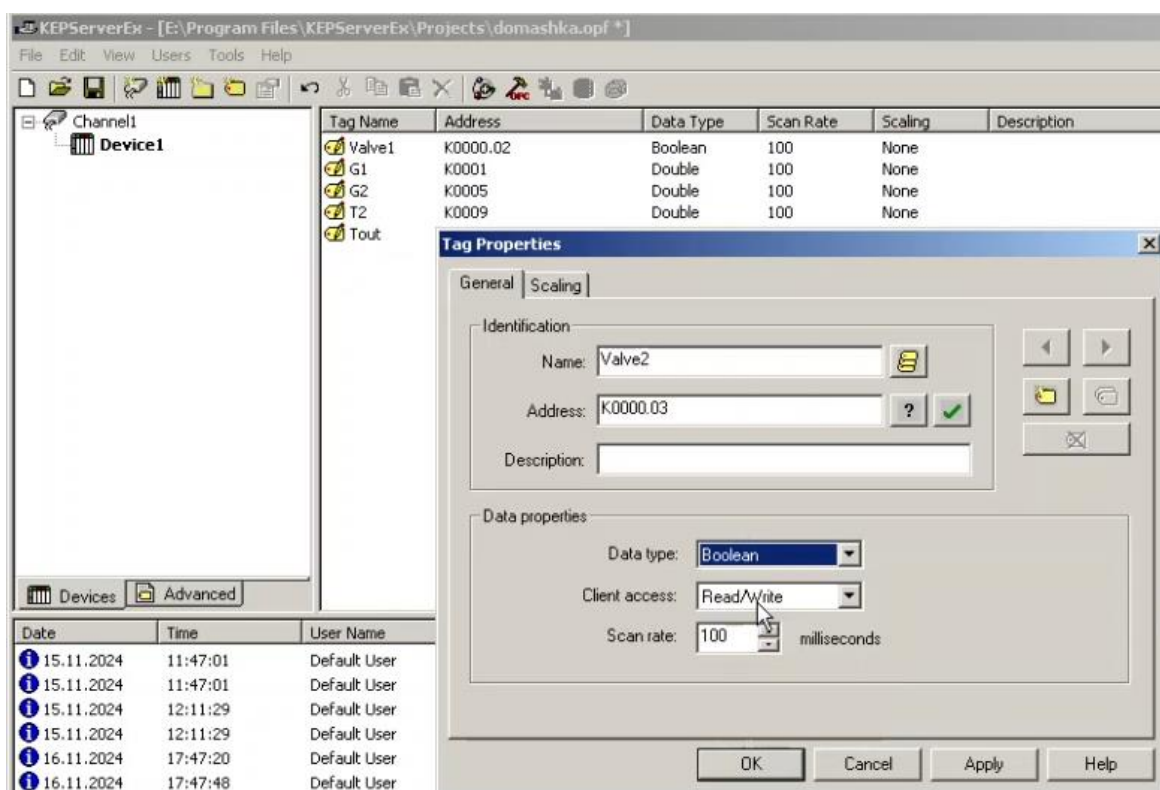 KEPServerEx - [E:\Program Files\KEPServerEx\Projects\domashka.opf *]
File Edit View Users Tools Help
OPC
Channel1
Device1
Tag Name Address Data Type Scan Rate Scaling Description
Valve1 K0000.02 Boolean 100 None
G1 K0001 Double 100 None
G2 K0005 Double 100 None
T2 K0009 Double 100 None
Tout
Tag Properties
General Scaling
Identification
Name: Valve2
Address: K0000.03 ?
Description:
Data properties
Data type: Boolean
Client access: Read/Write
Scan rate: 100 milliseconds
OK Cancel Apply Help
Devices Advanced
Date Time User Name
15.11.2024 11:47:01 Default User
15.11.2024 11:47:01 Default User
15.11.2024 12:11:29 Default User
15.11.2024 12:11:29 Default User
16.11.2024 17:47:20 Default User
16.11.2024 17:47:48 Default User